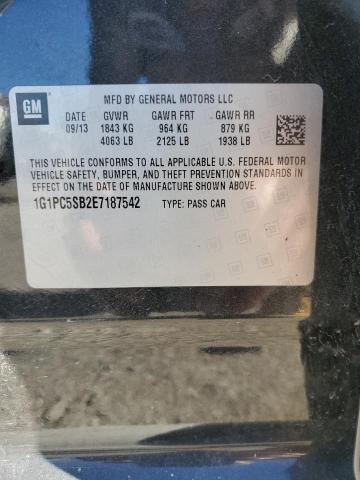 GM
MFD BY GENERAL MOTORS LLC
DATE GVWR GAWR FRT GAWR RR
09/13 1843 KG 964 KG 879 KG
4063 LB 2125 LB 1938 LB
THIS VEHICLE CONFORMS TO ALL APPLICABLE U.S. FEDERAL MOTOR
VEHICLE SAFETY, BUMPER, AND THEFT PREVENTION STANDARDS
IN EFFECT ON THE DATE OF MANUFACTURE SHOWN ABOVE.
1G1PC5SB2E7187542 TYPE: PASS CAR